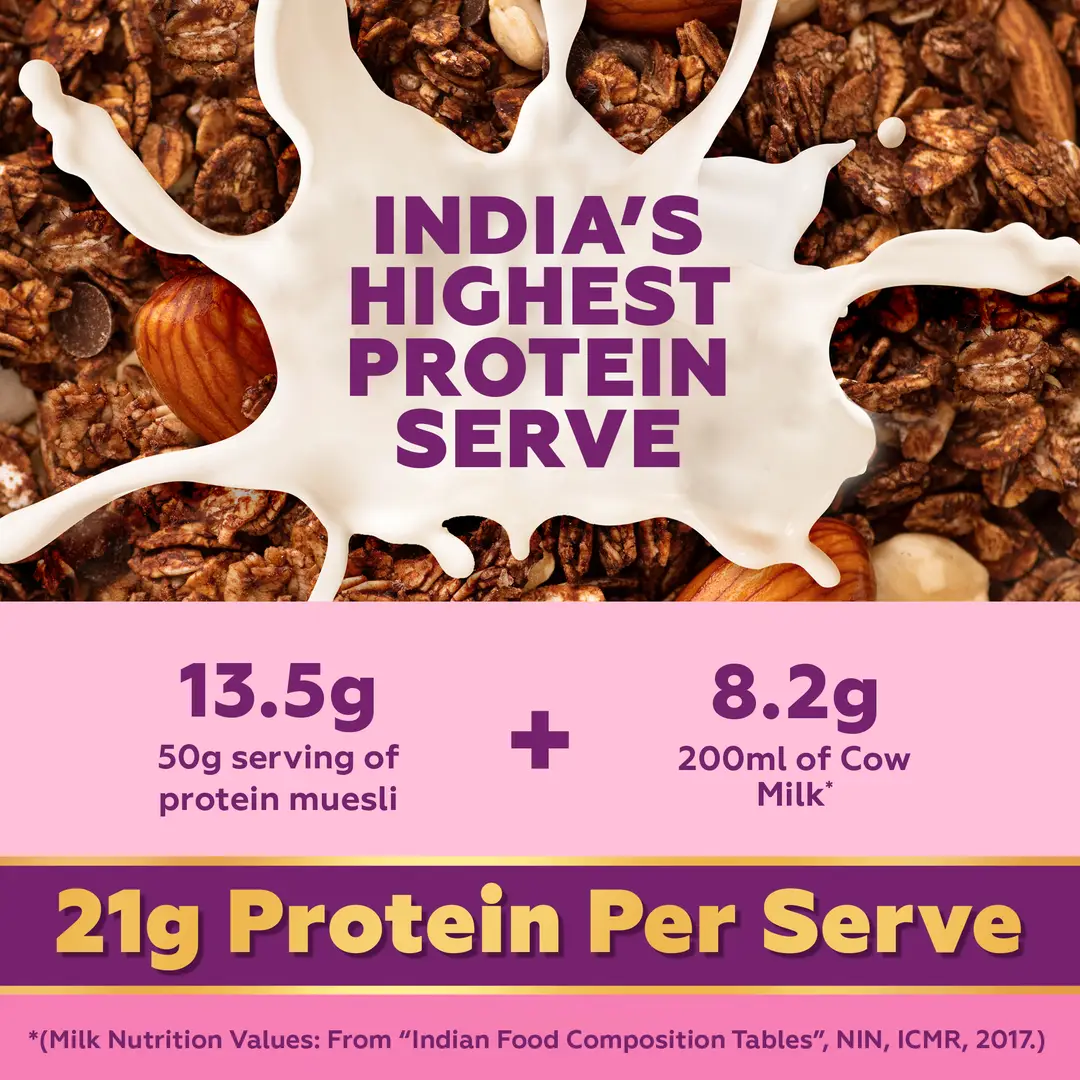 INDIA'S
HIGHEST
PROTEIN
SERVE
13.5g
50g serving of
protein muesli
+
8.2g
200ml of Cow
Milk*
21g Protein Per Serve
*(Milk Nutrition Values: From “Indian Food Composition Tables”, NIN, ICMR, 2017.)